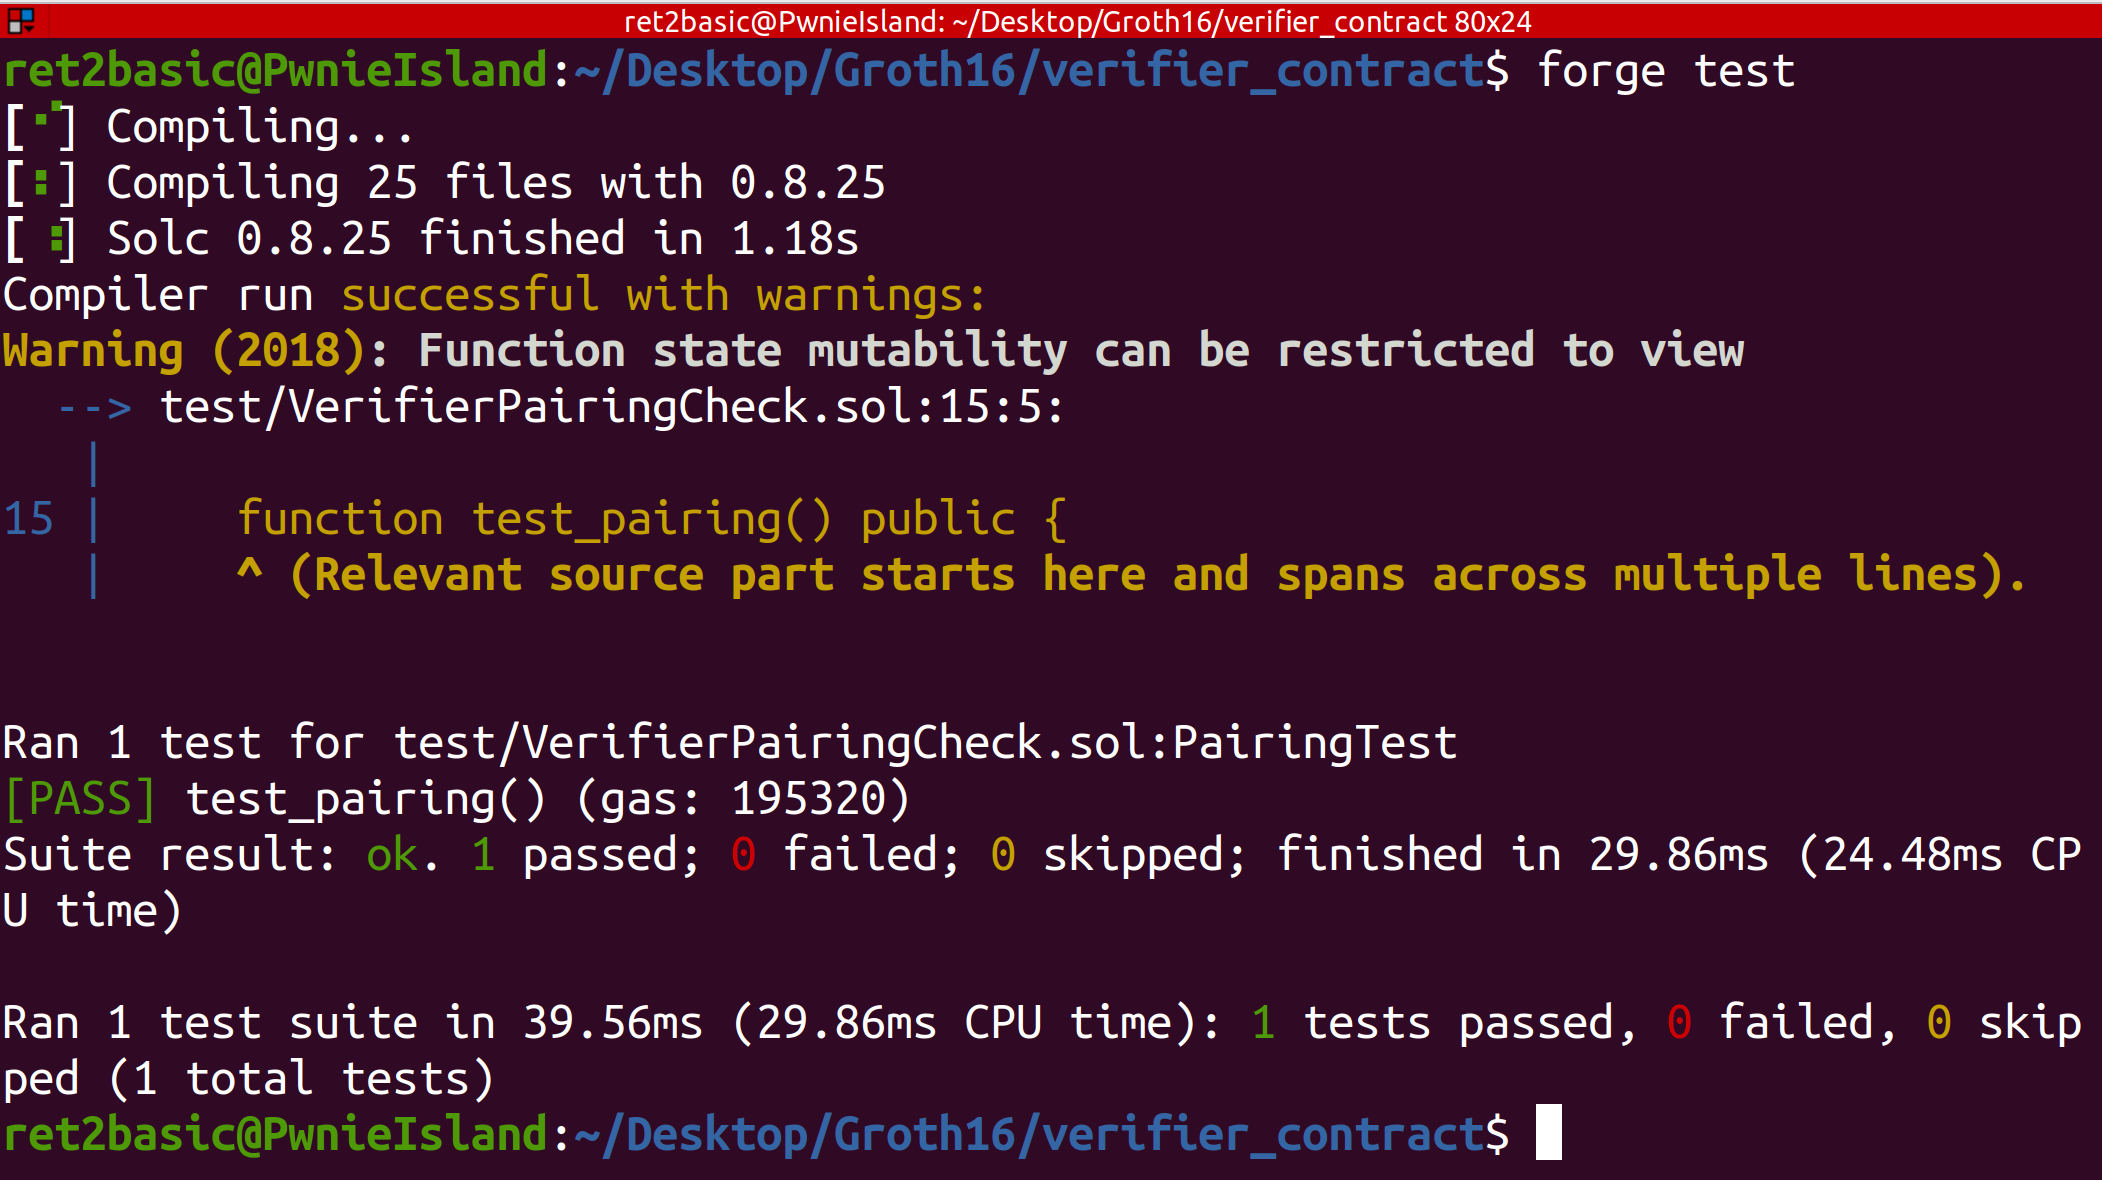 ret2basic@PwnieIsland: ~/Desktop/Groth16/verifier_contract 80x24
ret2basic@PwnieIsland:~/Desktop/Groth16/verifier_contract$ forge test
[⠊] Compiling...
[⠆] Compiling 25 files with 0.8.25
[⠰] Solc 0.8.25 finished in 1.18s
Compiler run successful with warnings:
Warning (2018): Function state mutability can be restricted to view
  --> test/VerifierPairingCheck.sol:15:5:
   |
15 |     function test_pairing() public {
   |     ^ (Relevant source part starts here and spans across multiple lines).
Ran 1 test for test/VerifierPairingCheck.sol:PairingTest
[PASS] test_pairing() (gas: 195320)
Suite result: ok. 1 passed; 0 failed; 0 skipped; finished in 29.86ms (24.48ms CP
U time)
Ran 1 test suite in 39.56ms (29.86ms CPU time): 1 tests passed, 0 failed, 0 skip
ped (1 total tests)
ret2basic@PwnieIsland:~/Desktop/Groth16/verifier_contract$